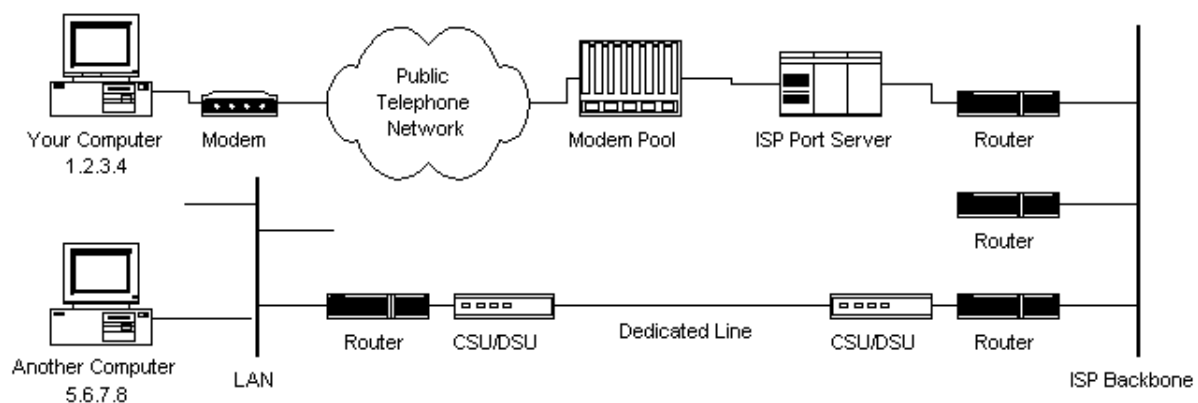 Public
Telephone
Network
Your Computer
1.2.3.4
Modem
Modem Pool
ISP Port Server
Router
Router
Another Computer
5.6.7.8
LAN
Router
CSU/DSU
Dedicated Line
CSU/DSU
Router
ISP Backbone